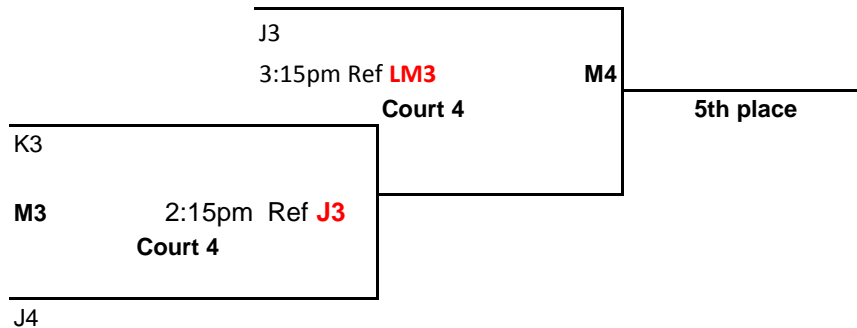 J3
3:15pm Ref LM3 M4
Court 4 5th place
K3
M3 2:15pm Ref J3
Court 4
J4